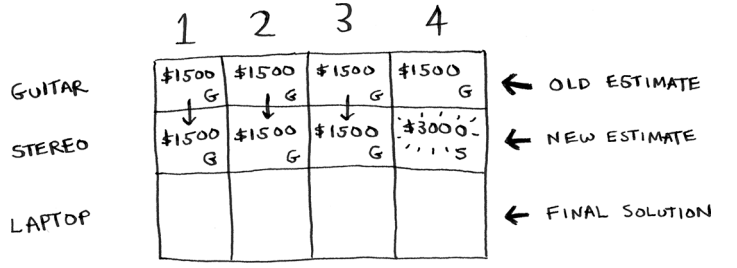 1 2 3 4
GUITAR $1500 G $1500 G $1500 G $1500 G ← OLD ESTIMATE
STEREO $1500 G $1500 G $1500 G $3000 S ← NEW ESTIMATE
LAPTOP ← FINAL SOLUTION